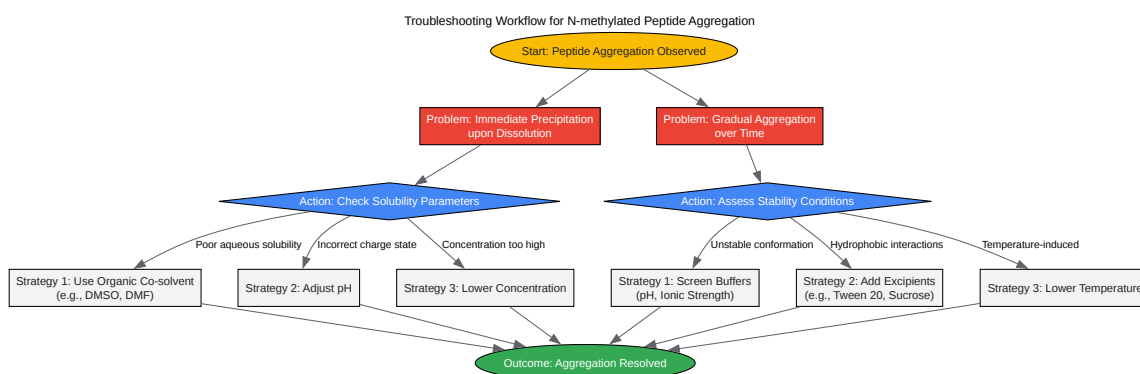 Troubleshooting Workflow for N-methylated Peptide Aggregation
Start: Peptide Aggregation Observed
Problem: Immediate Precipitation
upon Dissolution
Problem: Gradual Aggregation
over Time
Action: Check Solubility Parameters
Action: Assess Stability Conditions
Poor aqueous solubility
Incorrect charge state
Concentration too high
Unstable conformation
Hydrophobic interactions
Temperature-induced
Strategy 1: Use Organic Co-solvent
(e.g., DMSO, DMF)
Strategy 2: Adjust pH
Strategy 3: Lower Concentration
Strategy 1: Screen Buffers
(pH, Ionic Strength)
Strategy 2: Add Excipients
(e.g., Tween 20, Sucrose)
Strategy 3: Lower Temperature
Outcome: Aggregation Resolved